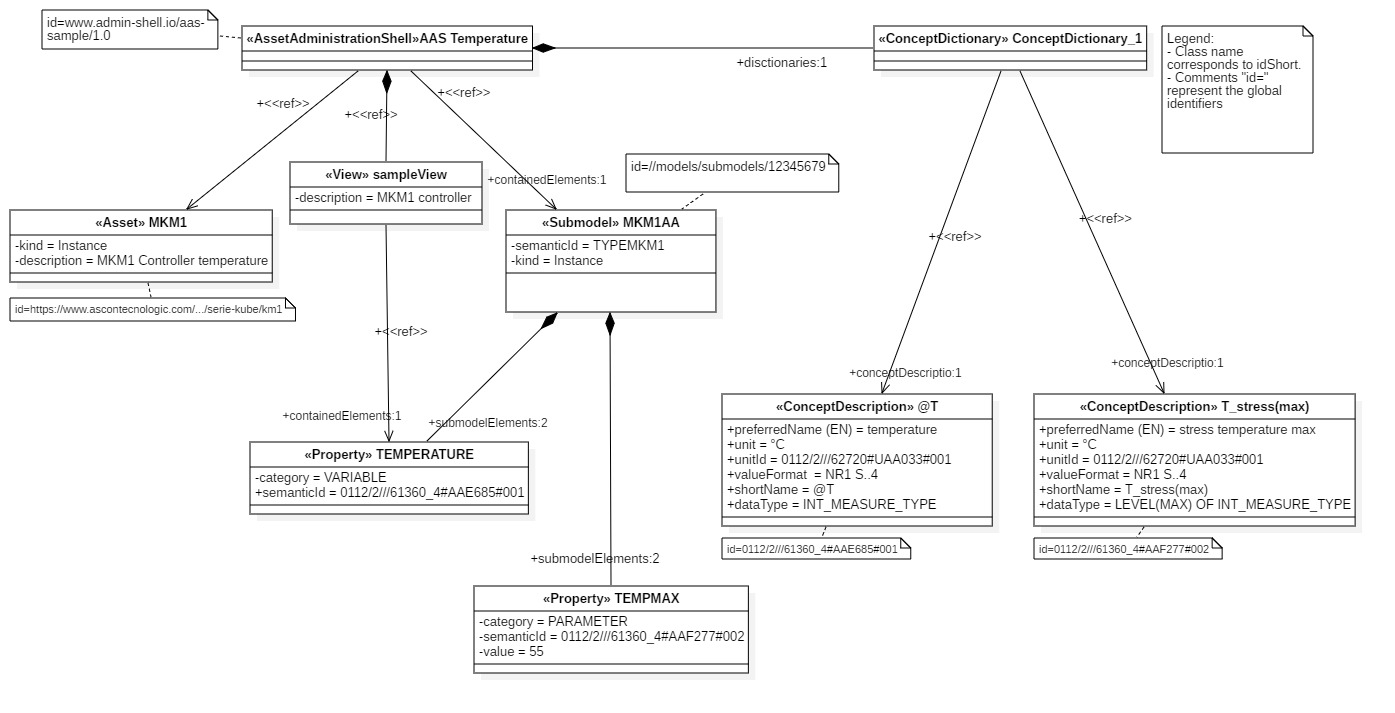 id=www.admin-shell.io/aas-
sample/1.0
«AssetAdministrationShell»AAS Temperature
+disctionaries:1
«ConceptDictionary» ConceptDictionary_1
Legend:
- Class name
corresponds to idShort.
- Comments "id="
represent the global
identifiers
+<<ref>>
+<<ref>>
+<<ref>>
+containedElements:1
id=//models/submodels/12345679
«View» sampleView
-description = MKM1 controller
«Asset» MKM1
-kind = Instance
-description = MKM1 Controller temperature
id=https://www.ascontecnologic.com/.../serie-kube/km1
«Submodel» MKM1AA
-semanticId = TYPEMKM1
-kind = Instance
+<<ref>>
+<<ref>>
+<<ref>>
+containedElements:1
+submodelElements:2
+conceptDescriptio:1
+conceptDescriptio:1
«Property» TEMPERATURE
-category = VARIABLE
+semanticId = 0112/2///61360_4#AAE685#001
«ConceptDescription» @T
+preferredName (EN) = temperature
+unit = °C
+unitId = 0112/2///62720#UAA033#001
+valueFormat  = NR1 S..4
+shortName = @T
+dataType = INT_MEASURE_TYPE
id=0112/2///61360_4#AAE685#001
«ConceptDescription» T_stress(max)
+preferredName (EN) = stress temperature max
+unit = °C
+unitId = 0112/2///62720#UAA033#001
+valueFormat = NR1 S..4
+shortName = T_stress(max)
+dataType = LEVEL(MAX) OF INT_MEASURE_TYPE
id=0112/2///61360_4#AAF277#002
+submodelElements:2
«Property» TEMPMAX
-category = PARAMETER
-semanticId = 0112/2///61360_4#AAF277#002
-value = 55